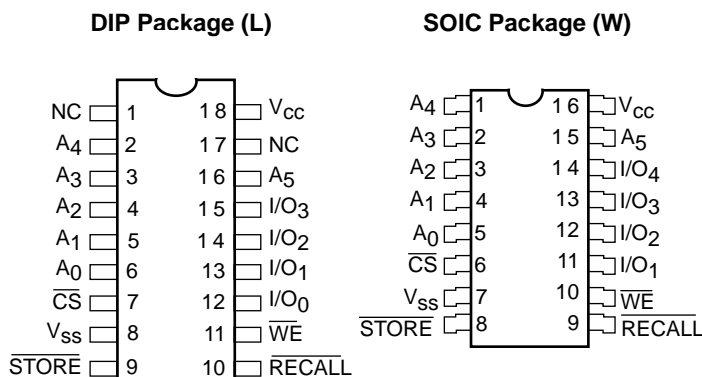 DIP Package (L) SOIC Package (W)
NC 1 18 VCC
A4 2 17 NC
A3 3 16 A5
A2 4 15 I/O3
A1 5 14 I/O2
A0 6 13 I/O1
CS 7 12 I/O0
Vss 8 11 WE
STORE 9 10 RECALL
A4 1 16 VCC
A3 2 15 A5
A2 3 14 I/O4
A1 4 13 I/O3
A0 5 12 I/O2
CS 6 11 I/O1
Vss 7 10 WE
STORE 8 9 RECALL